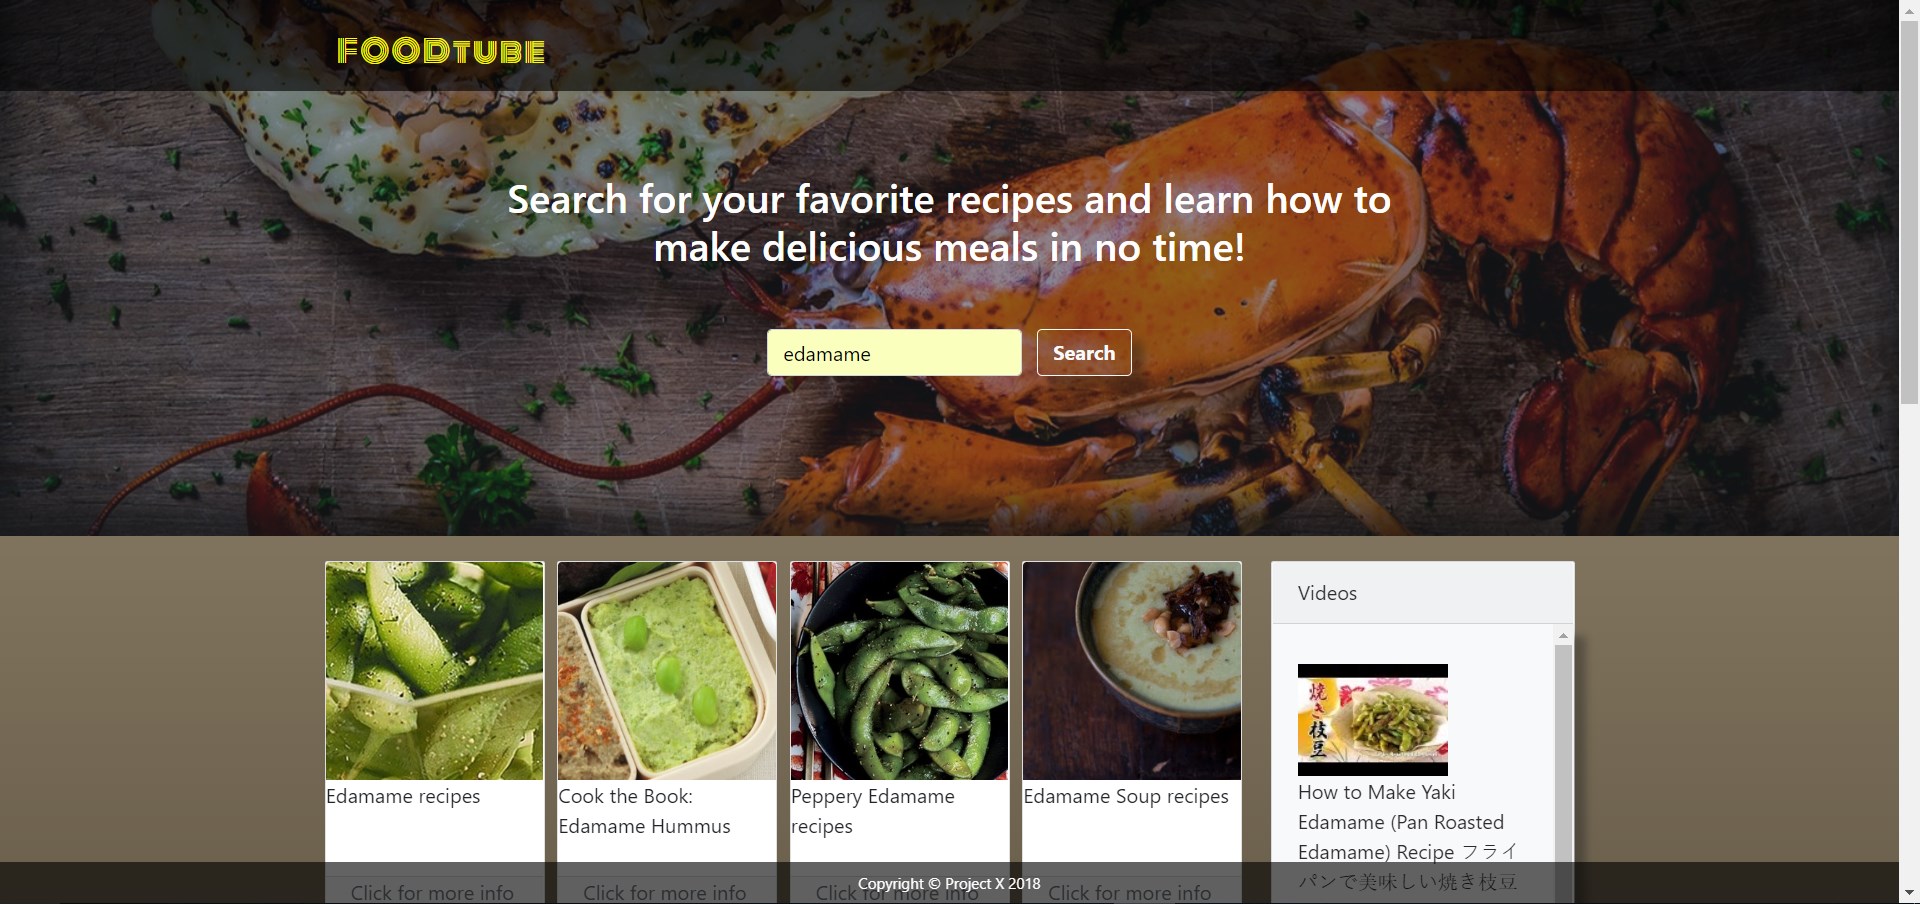 FOODTUBE
Search for your favorite recipes and learn how to
make delicious meals in no time!
edamame
Search
Edamame recipes
Click for more info
Cook the Book:
Edamame Hummus
Click for more info
Peppery Edamame
recipes
Click for more info
Edamame Soup recipes
Click for more info
Videos
焼き枝豆
How to Make Yaki
Edamame (Pan Roasted
Edamame) Recipe フライ
パンで美味しい焼き枝豆
Copyright © Project X 2018